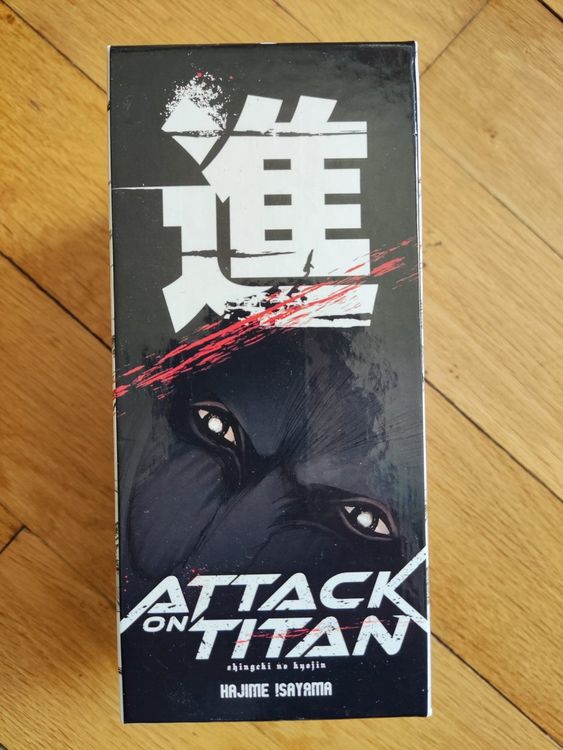 進
ATTACK
ON TITAN
shingeki no kyojin
HAJIME ISAYAMA